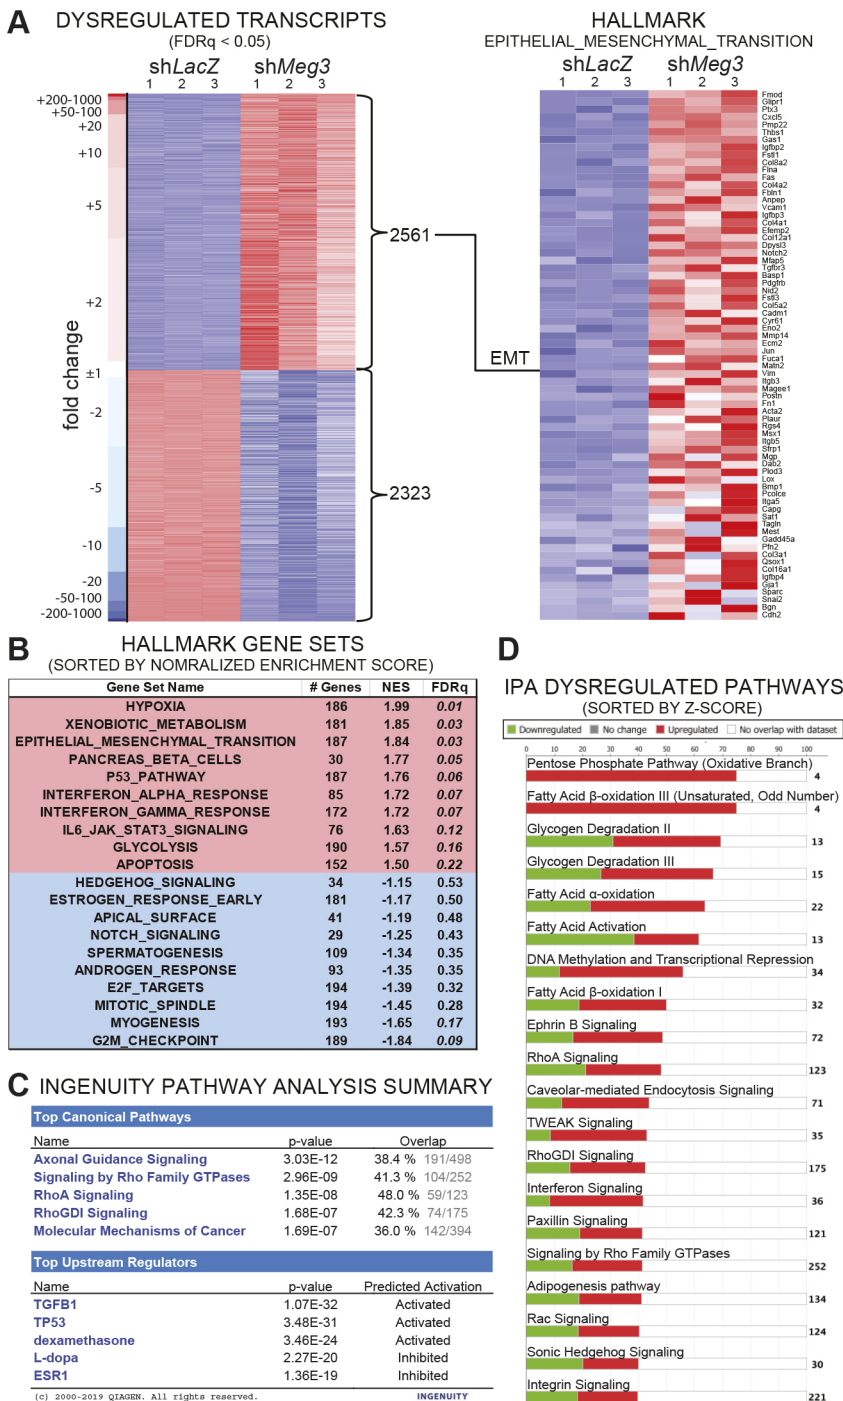 A
DYSREGULATED TRANSCRIPTS
(FDRq < 0.05)
shLacZ shMeg3
1 2 3 1 2 3
+200-1000
+50-100
+20
+10
+5
+2
±1
-2
-5
-10
-20
-50-100
-200-1000
fold change
2561
2323
EMT
HALLMARK
EPITHELIAL_MESENCHYMAL_TRANSITION
shLacZ shMeg3
1 2 3 1 2 3
Fmod
Glipr1
Ptx3
Cxcl5
Pmp22
Thbs1
Gas1
Igfbp2
Fstl1
Col8a2
Flna
Fas
Col4a2
Fbln1
Anpep
Vcam1
Igfbp3
Col4a1
Efemp2
Col12a1
Dpysl3
Notch2
Mfap5
Tgfbr3
Basp1
Pdgfrb
Nid2
Fstl3
Col5a2
Cadm1
Cyr61
Eno2
Mmp14
Ecm2
Jun
Fuca1
Matn2
Vim
Itgb3
Magee1
Postn
Fn1
Acta2
Plaur
Rgs4
Msx1
Itgb5
Sfrp1
Mgp
Dab2
Plod3
Lox
Bmp1
Pcolce
Itga5
Capg
Sat1
Tagln
Mest
Gadd45a
Pfn2
Col3a1
Qsox1
Col16a1
Igfbp4
Gja1
Sparc
Snai2
Bgn
Cdh2
B
HALLMARK GENE SETS
(SORTED BY NOMRALIZED ENRICHMENT SCORE)
Gene Set Name # Genes NES FDRq
HYPOXIA 186 1.99 0.01
XENOBIOTIC_METABOLISM 181 1.85 0.03
EPITHELIAL_MESENCHYMAL_TRANSITION 187 1.84 0.03
PANCREAS_BETA_CELLS 30 1.77 0.05
P53_PATHWAY 187 1.76 0.06
INTERFERON_ALPHA_RESPONSE 85 1.72 0.07
INTERFERON_GAMMA_RESPONSE 172 1.72 0.07
IL6_JAK_STAT3_SIGNALING 76 1.63 0.12
GLYCOLYSIS 190 1.57 0.16
APOPTOSIS 152 1.50 0.22
HEDGEHOG_SIGNALING 34 -1.15 0.53
ESTROGEN_RESPONSE_EARLY 181 -1.17 0.50
APICAL_SURFACE 41 -1.19 0.48
NOTCH_SIGNALING 29 -1.25 0.43
SPERMATOGENESIS 109 -1.34 0.35
ANDROGEN_RESPONSE 93 -1.35 0.35
E2F_TARGETS 194 -1.39 0.32
MITOTIC_SPINDLE 194 -1.45 0.28
MYOGENESIS 193 -1.65 0.17
G2M_CHECKPOINT 189 -1.84 0.09
C
INGENUITY PATHWAY ANALYSIS SUMMARY
Top Canonical Pathways
Name p-value Overlap
Axonal Guidance Signaling 3.03E-12 38.4 % 191/498
Signaling by Rho Family GTPases 2.96E-09 41.3 % 104/252
RhoA Signaling 1.35E-08 48.0 % 59/123
RhoGDI Signaling 1.68E-07 42.3 % 74/175
Molecular Mechanisms of Cancer 1.69E-07 36.0 % 142/394
Top Upstream Regulators
Name p-value Predicted Activation
TGFB1 1.07E-32 Activated
TP53 3.48E-31 Activated
dexamethasone 3.46E-24 Activated
L-dopa 2.27E-20 Inhibited
ESR1 1.36E-19 Inhibited
(c) 2000-2019 QIAGEN. All rights reserved. INGENUITY
D
IPA DYSREGULATED PATHWAYS
(SORTED BY Z-SCORE)
Downregulated No change Upregulated No overlap with dataset
0 10 20 30 40 50 60 70 80 90 100
Pentose Phosphate Pathway (Oxidative Branch)
4
Fatty Acid β-oxidation III (Unsaturated, Odd Number)
4
Glycogen Degradation II
13
Glycogen Degradation III
15
Fatty Acid α-oxidation
22
Fatty Acid Activation
13
DNA Methylation and Transcriptional Repression
34
Fatty Acid β-oxidation I
32
Ephrin B Signaling
72
RhoA Signaling
123
Caveolar-mediated Endocytosis Signaling
71
TWEAK Signaling
35
RhoGDI Signaling
175
Interferon Signaling
36
Paxillin Signaling
121
Signaling by Rho Family GTPases
252
Adipogenesis pathway
134
Rac Signaling
124
Sonic Hedgehog Signaling
30
Integrin Signaling
221